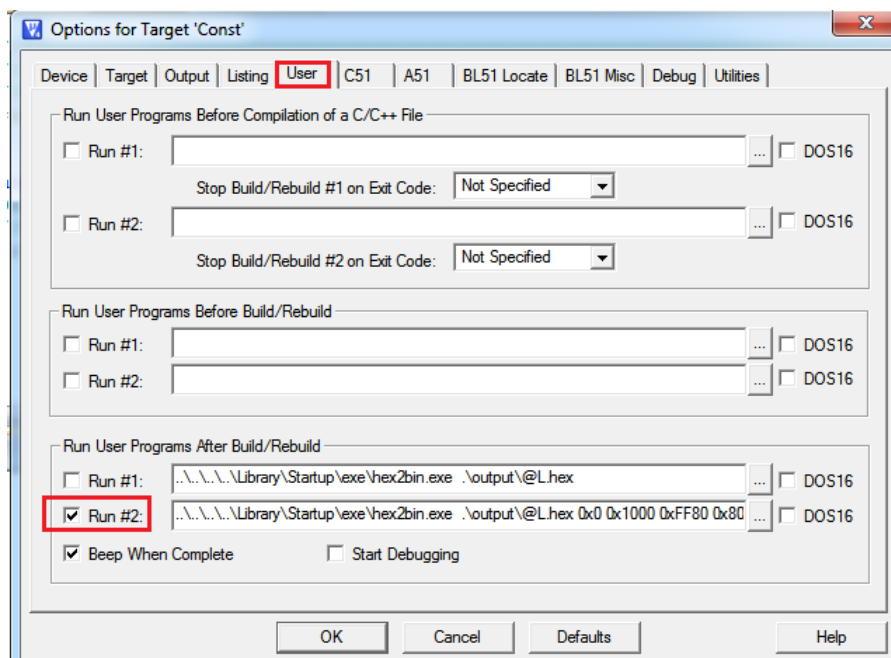 Options for Target 'Const'
Device Target Output Listing User C51 A51 BL51 Locate BL51 Misc Debug Utilities
Run User Programs Before Compilation of a C/C++ File
Run #1: ... DOS16
Stop Build/Rebuild #1 on Exit Code: Not Specified
Run #2: ... DOS16
Stop Build/Rebuild #2 on Exit Code: Not Specified
Run User Programs Before Build/Rebuild
Run #1: ... DOS16
Run #2: ... DOS16
Run User Programs After Build/Rebuild
Run #1: ..\..\..\..\Library\Startup\exe\hex2bin.exe .\output\@L.hex ... DOS16
Run #2: ..\..\..\..\Library\Startup\exe\hex2bin.exe .\output\@L.hex 0x0 0x1000 0xFF80 0x80 ... DOS16
Beep When Complete Start Debugging
OK Cancel Defaults Help